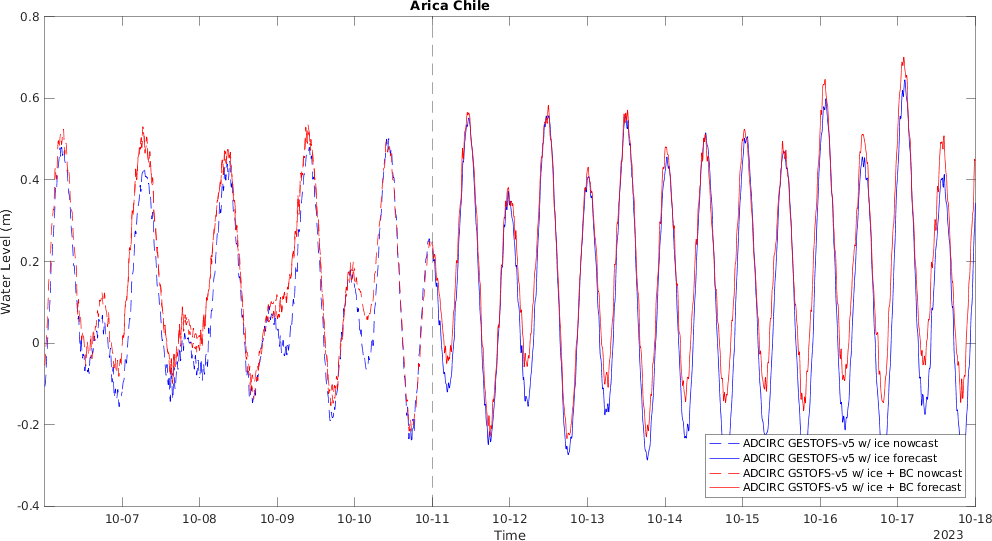 Arica Chile
0.8
0.6
0.4
0.2
0
-0.2
-0.4
Water Level (m)
ADCIRC GESTOFS-v5 w/ ice nowcast
ADCIRC GESTOFS-v5 w/ ice forecast
ADCIRC GSTOFS-v5 w/ ice + BC nowcast
ADCIRC GSTOFS-v5 w/ ice + BC forecast
10-07 10-08 10-09 10-10 10-11 10-12 10-13 10-14 10-15 10-16 10-17 10-18
Time
2023